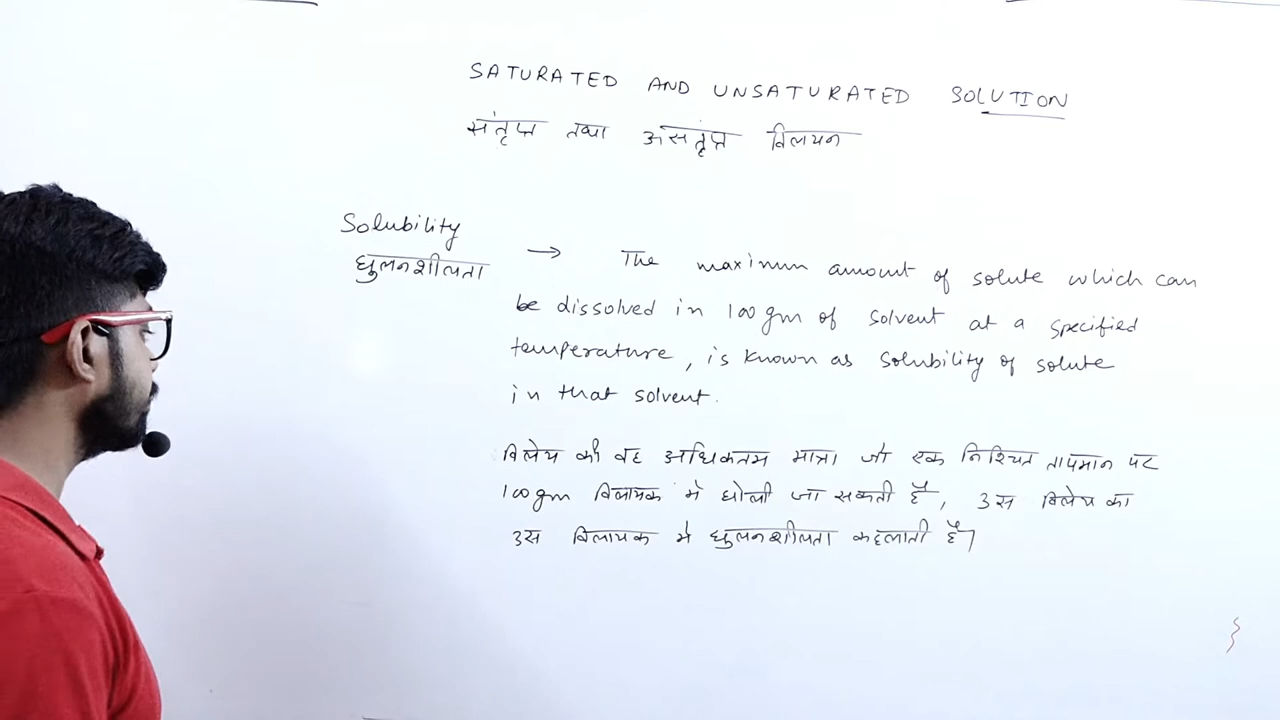 SATURATED AND UNSATURATED SOLUTION
संतृप्त तथा असंतृप्त विलयन
Solubility
घुलनशीलता
→ The maximum amount of solute which can
be dissolved in 100 gm of solvent at a specified
temperature, is known as solubility of solute
in that solvent.
विलेय की वह अधिकतम मात्रा जो एक निश्चित तापमान पर
100 gm विलायक में घोली जा सकती है, उस विलेय का
उस विलायक में घुलनशीलता कहलाती है।